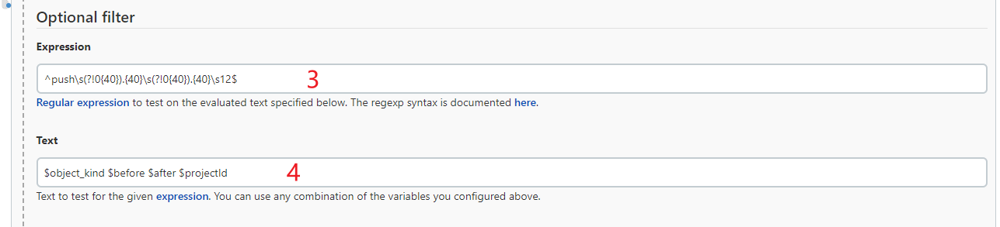 Optional filter
Expression
^push\s(?!0{40}).{40}\s(?!0{40}).{40}\s12$
3
Regular expression to test on the evaluated text specified below. The regexp syntax is documented here.
Text
$object_kind $before $after $projectId
4
Text to test for the given expression. You can use any combination of the variables you configured above.